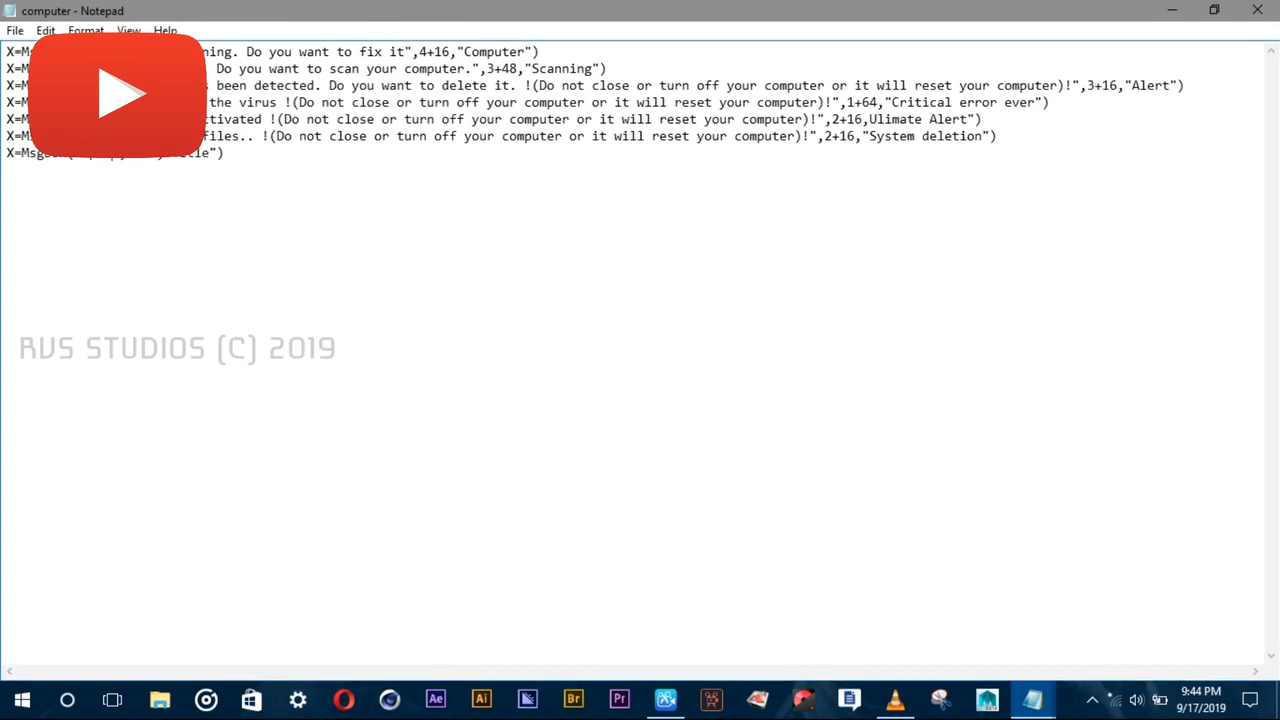 computer - Notepad
File Edit Format View Help
ning. Do you want to fix it",4+16,"Computer")
Do you want to scan your computer.",3+48,"Scanning")
s been detected. Do you want to delete it. !(Do not close or turn off your computer or it will reset your computer)!",3+16,"Alert")
the virus !(Do not close or turn off your computer or it will reset your computer)!",1+64,"Critical error ever")
ctivated !(Do not close or turn off your computer or it will reset your computer)!",2+16,Ulimate Alert")
files.. !(Do not close or turn off your computer or it will reset your computer)!",2+16,"System deletion")
X=Msg
RVS STUDIOS (C) 2019
Ae Ai Br Pr
9:44 PM
9/17/2019